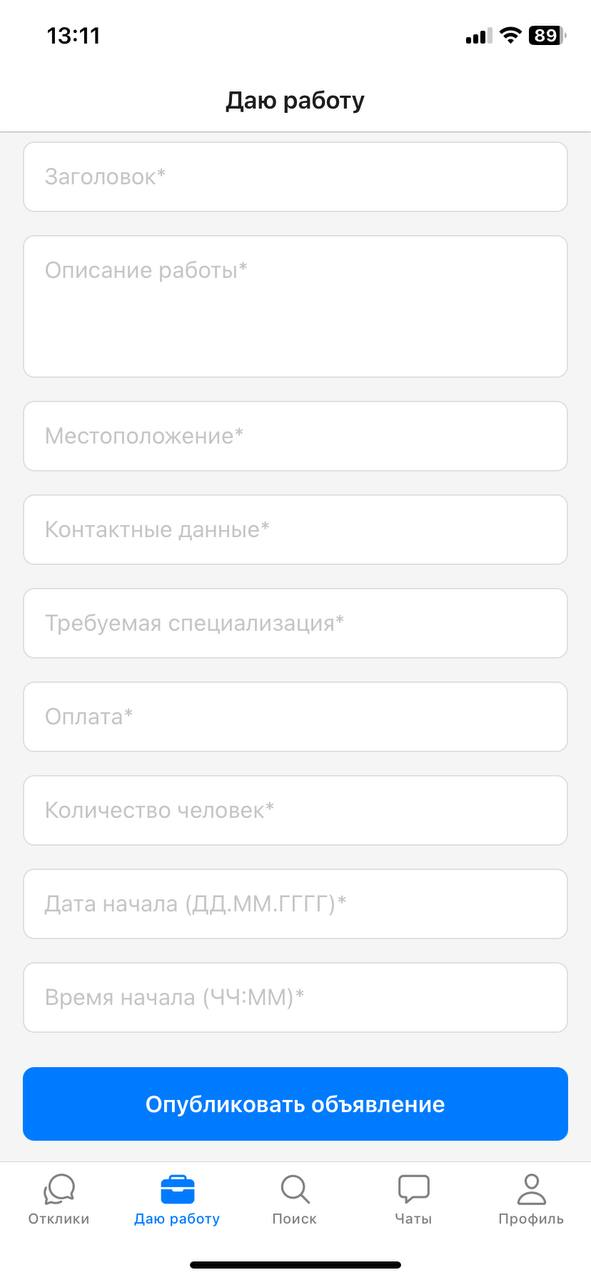 13:11
89
Даю работу
Заголовок*
Описание работы*
Местоположение*
Контактные данные*
Требуемая специализация*
Оплата*
Количество человек*
Дата начала (ДД.ММ.ГГГГ)*
Время начала (ЧЧ:ММ)*
Опубликовать объявление
Отклики
Даю работу
Поиск
Чаты
Профиль